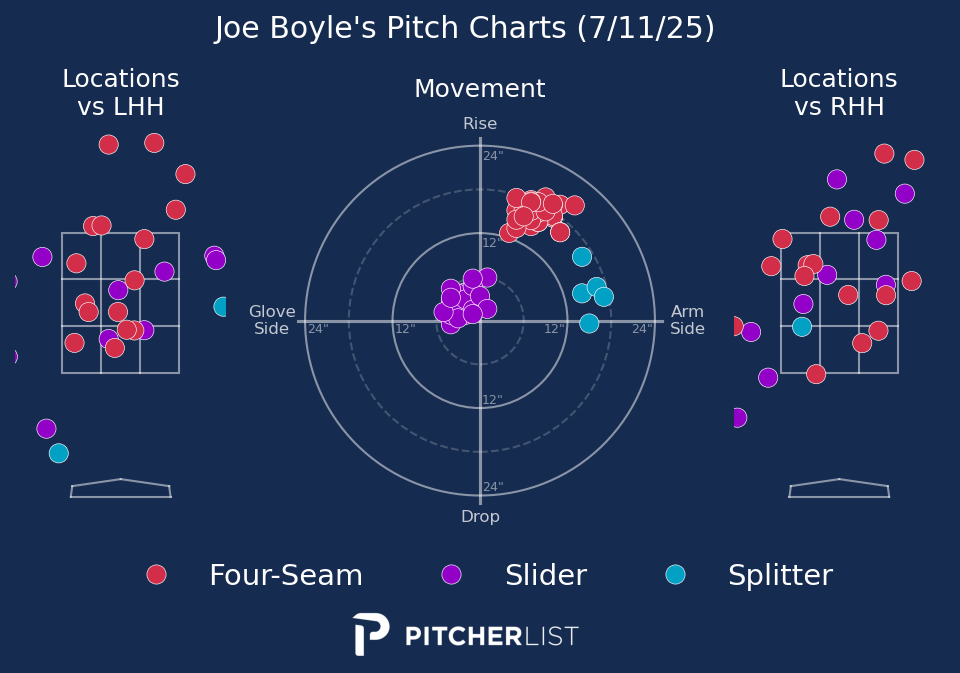 Joe Boyle's Pitch Charts (7/11/25)
Locations
vs LHH
Movement
Locations
vs RHH
Rise
24"
12"
Glove
Side
24"
12"
12"
24"
Arm
Side
12"
24"
Drop
Four-Seam
Slider
Splitter
PITCHERLIST